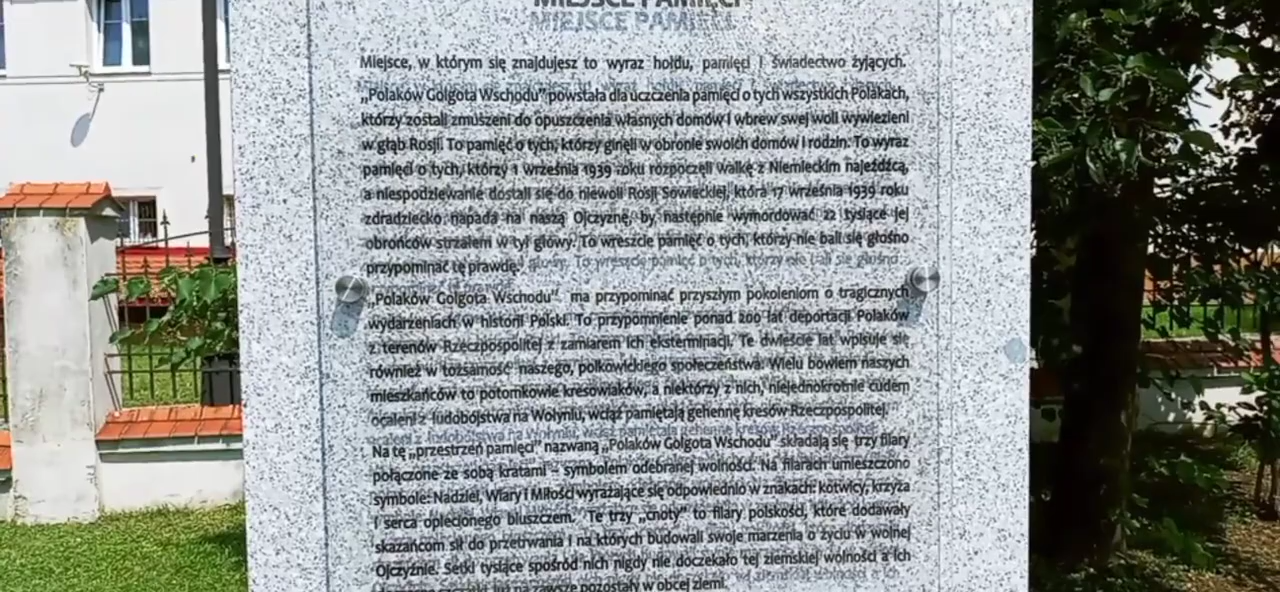 MIEJSCE PAMIĘCI
Miejsce, w którym się znajdujesz to wyraz hołdu, pamięci i świadectwo żyjących.
„Polaków Golgota Wschodu” powstała dla uczczenia pamięci o tych wszystkich Polakach,
którzy zostali zmuszeni do opuszczenia własnych domów i wbrew swej woli wywiezieni
w głąb Rosji. To pamięć o tych, którzy ginęli w obronie swoich domów i rodzin. To wyraz
pamięci o tych, którzy 1 września 1939 roku rozpoczęli walkę z Niemieckim najeźdźcą,
a niespodziewanie dostali się do niewoli Rosji Sowieckiej, która 17 września 1939 roku
zdradziecko napada na naszą Ojczyznę, by następnie wymordować 22 tysiące jej
obrońców strzałem w tył głowy. To wreszcie pamięć o tych, którzy nie bali się głośno
przypominać tę prawdę.
„Polaków Golgota Wschodu” ma przypominać przyszłym pokoleniom o tragicznych
wydarzeniach w historii Polski. To przypomnienie ponad 200 lat deportacji Polaków
z terenów Rzeczpospolitej z zamiarem ich eksterminacji. Te dwieście lat wpisuje się
również w tożsamość naszego, polkowickiego społeczeństwa. Wielu bowiem naszych
mieszkańców to potomkowie kresowiaków, a niektórzy z nich, niejednokrotnie cudem
ocaleni z ludobójstwa na Wołyniu, wciąż pamiętają gehennę kresów Rzeczpospolitej.
Na tę „przestrzeń pamięci” nazwaną „Polaków Golgota Wschodu” składają się trzy filary
połączone ze sobą kratami – symbolem odebranej wolności. Na filarach umieszczono
symbole: Nadziei, Wiary i Miłości wyrażające się odpowiednio w znakach: kotwicy, krzyża
i serca oplecionego bluszczem. Te trzy „cnoty” to filary polskości, które dodawały
skazańcom sił do przetrwania i na których budowali swoje marzenia o życiu w wolnej
Ojczyźnie. Setki tysiące spośród nich nigdy nie doczekało tej ziemskiej wolności a ich
szczątki już na zawsze pozostały w obcej ziemi.